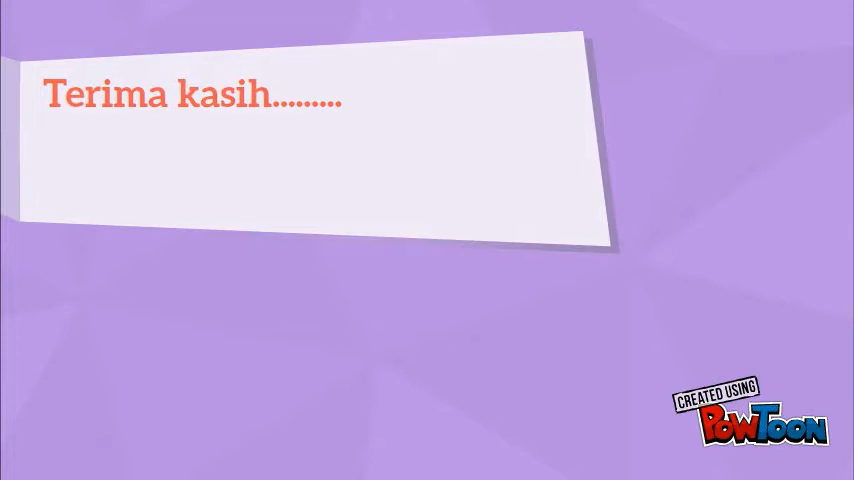 Terima kasih.........
CREATED USING
POWTOON